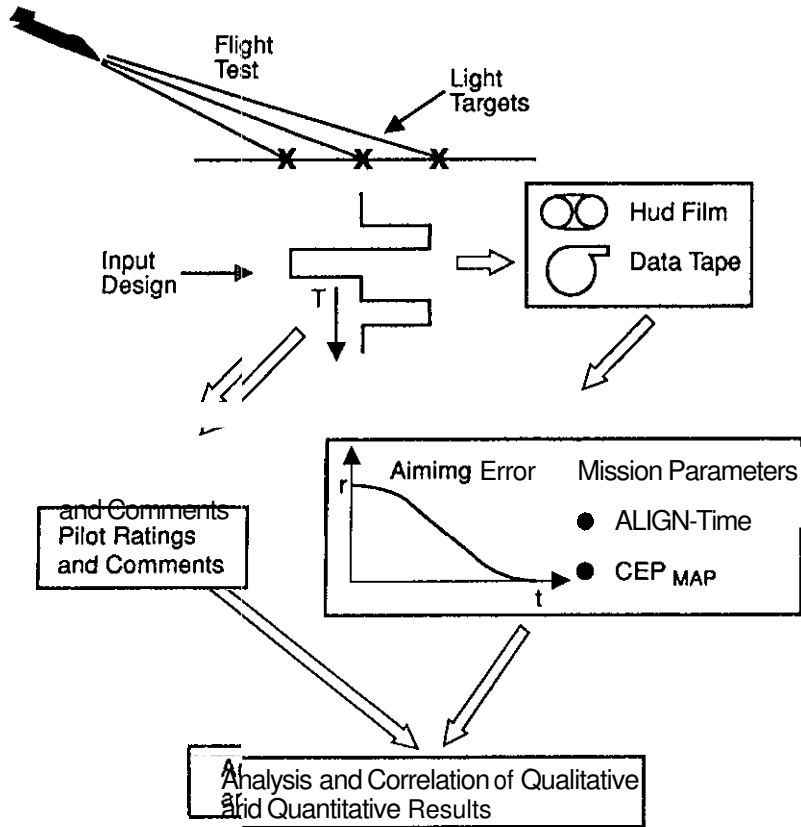 Flight
Test
Light
Targets
Input
Design
T
Hud Film
Data Tape
r
Aimimg Error
t
Mission Parameters
ALIGN-Time
CEP MAP
and Comments
Pilot Ratings
and Comments
Analysis and Correlation of Qualitative
and Quantitative Results